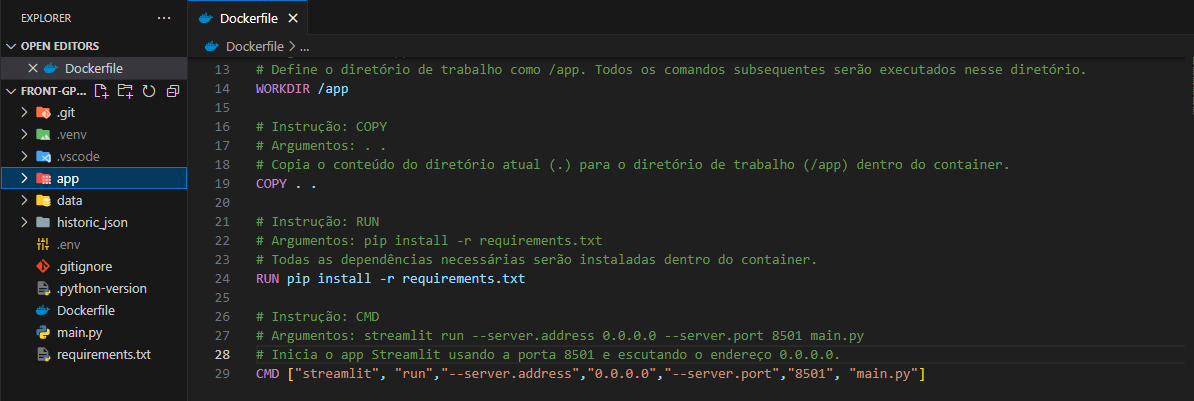 EXPLORER ...
Dockerfile
OPEN EDITORS
Dockerfile
FRONT-GP...
.git
.venv
.vscode
app
data
historic_json
.env
.gitignore
.python-version
Dockerfile
main.py
requirements.txt
Dockerfile > ...
13 # Define o diretório de trabalho como /app. Todos os comandos subsequentes serão executados nesse diretório.
14 WORKDIR /app
15
16 # Instrução: COPY
17 # Argumentos: . .
18 # Copia o conteúdo do diretório atual (.) para o diretório de trabalho (/app) dentro do container.
19 COPY . .
20
21 # Instrução: RUN
22 # Argumentos: pip install -r requirements.txt
23 # Todas as dependências necessárias serão instaladas dentro do container.
24 RUN pip install -r requirements.txt
25
26 # Instrução: CMD
27 # Argumentos: streamlit run --server.address 0.0.0.0 --server.port 8501 main.py
28 # Inicia o app Streamlit usando a porta 8501 e escutando o endereço 0.0.0.0.
29 CMD ["streamlit", "run","--server.address","0.0.0.0","--server.port","8501", "main.py"]